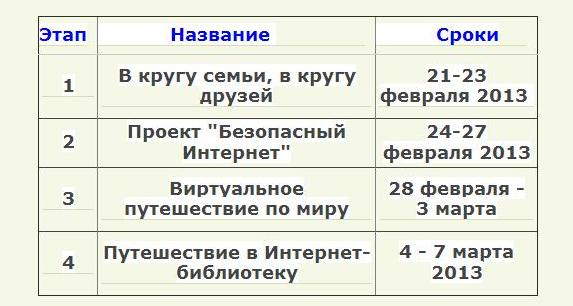 Этап Название Сроки
1 В кругу семьи, в кругу друзей 21-23 февраля 2013
2 Проект "Безопасный Интернет" 24-27 февраля 2013
3 Виртуальное путешествие по миру 28 февраля - 3 марта
4 Путешествие в Интернет-библиотеку 4 - 7 марта 2013